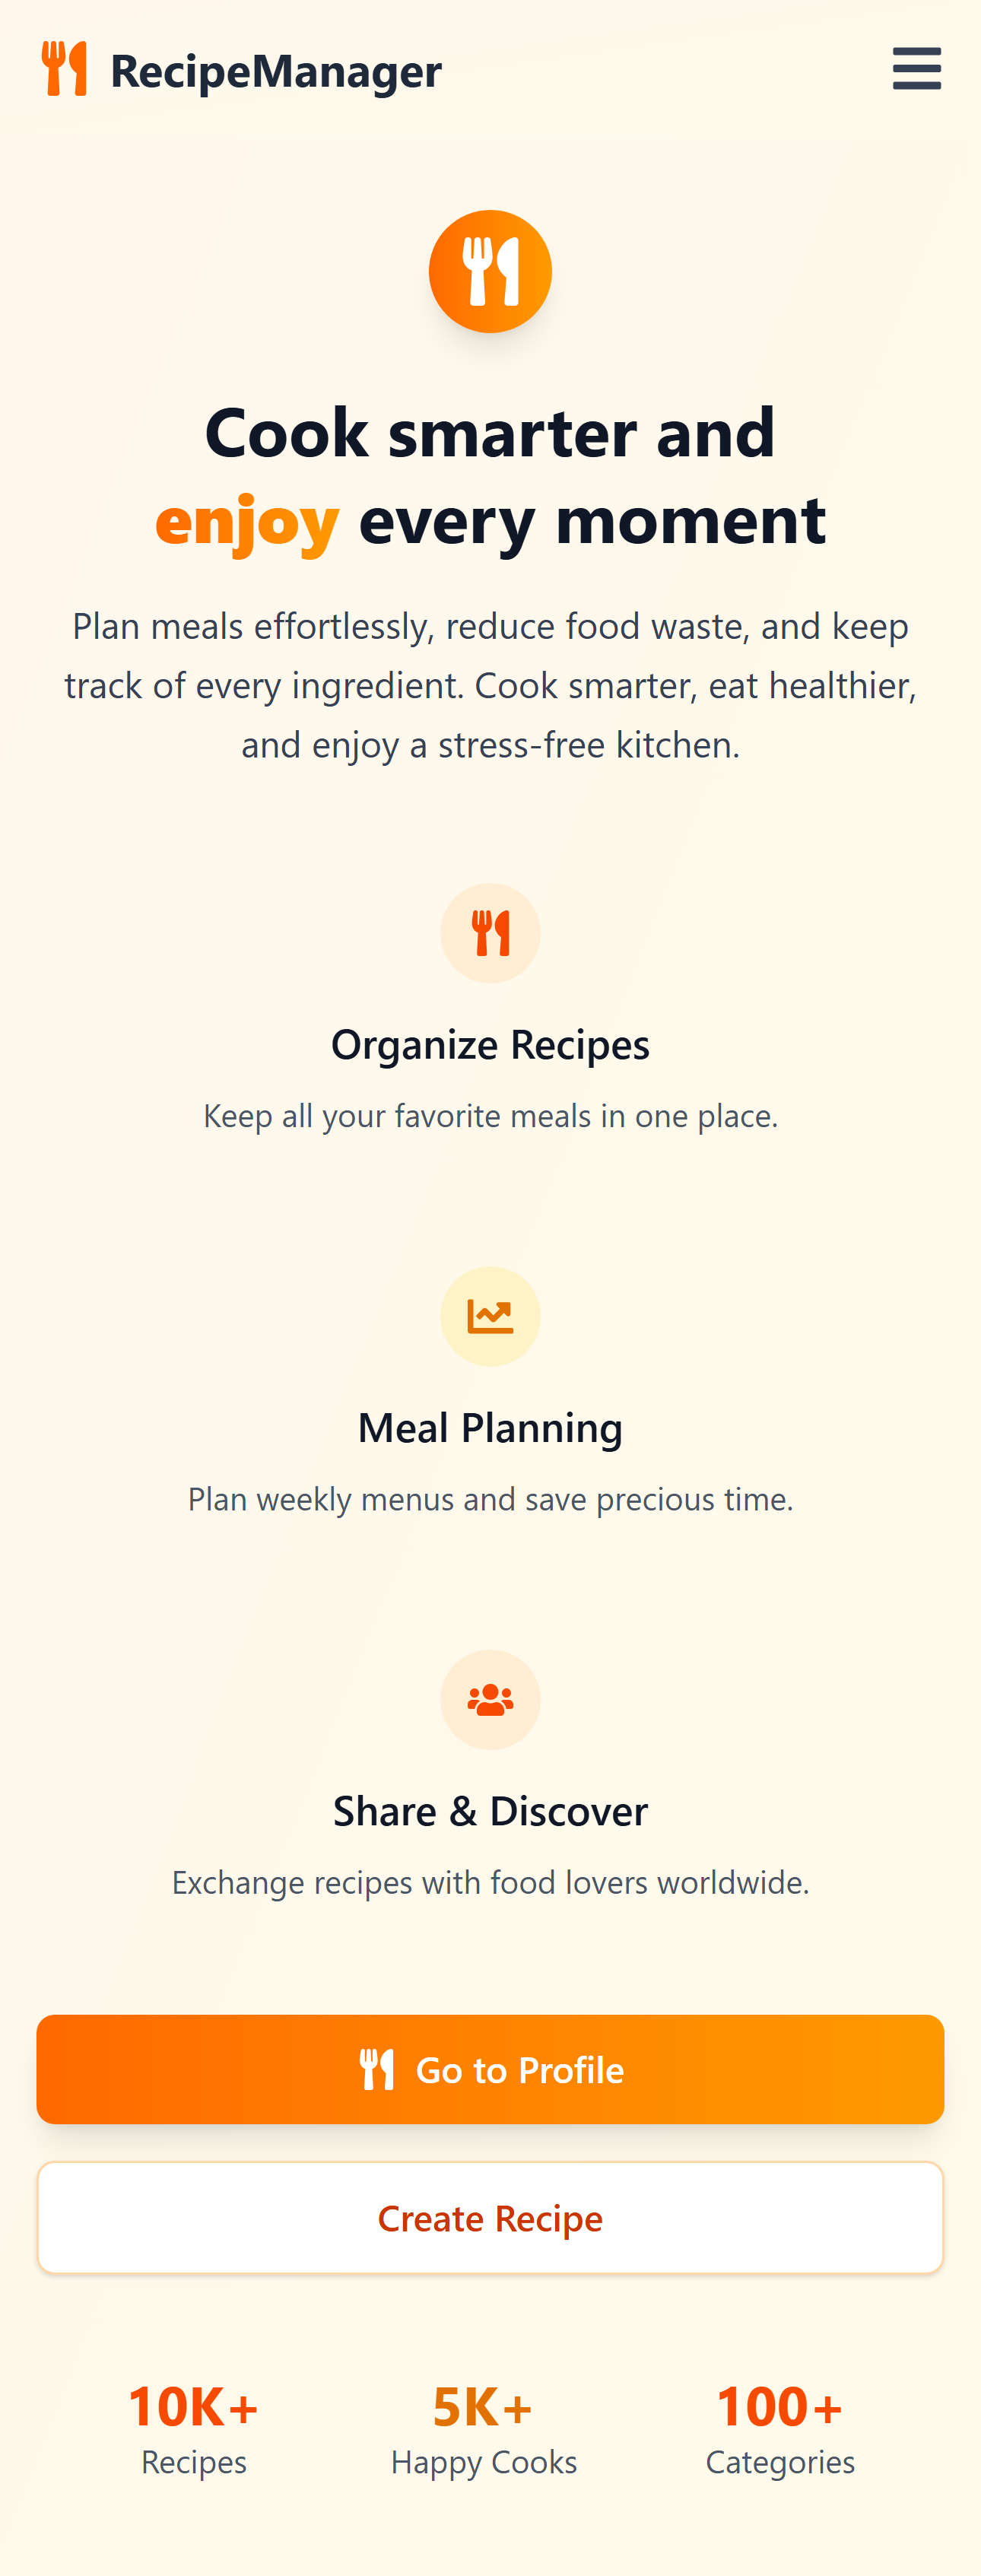 RecipeManager
Cook smarter and
enjoy every moment
Plan meals effortlessly, reduce food waste, and keep
track of every ingredient. Cook smarter, eat healthier,
and enjoy a stress-free kitchen.
Organize Recipes
Keep all your favorite meals in one place.
Meal Planning
Plan weekly menus and save precious time.
Share & Discover
Exchange recipes with food lovers worldwide.
Go to Profile
Create Recipe
10K+ 5K+ 100+
Recipes Happy Cooks Categories